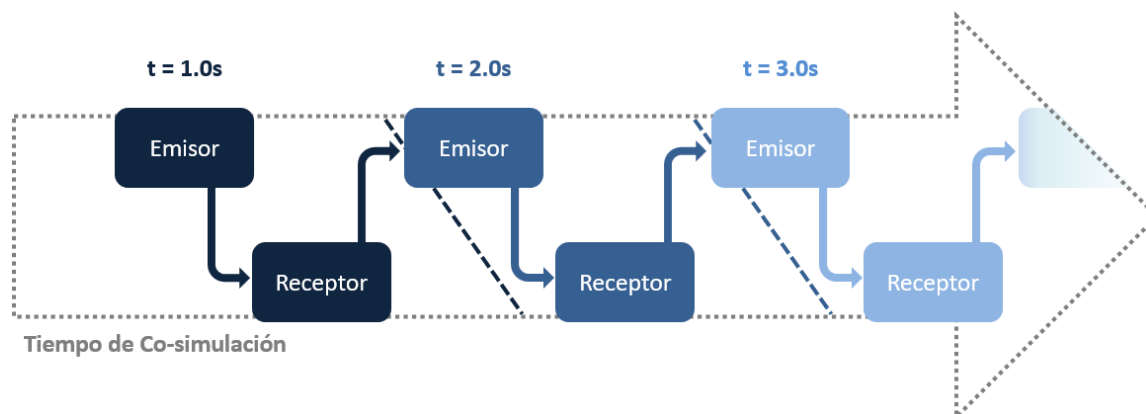 t = 1.0s
t = 2.0s
t = 3.0s
Emisor
Emisor
Emisor
Receptor
Receptor
Receptor
Tiempo de Co-simulación